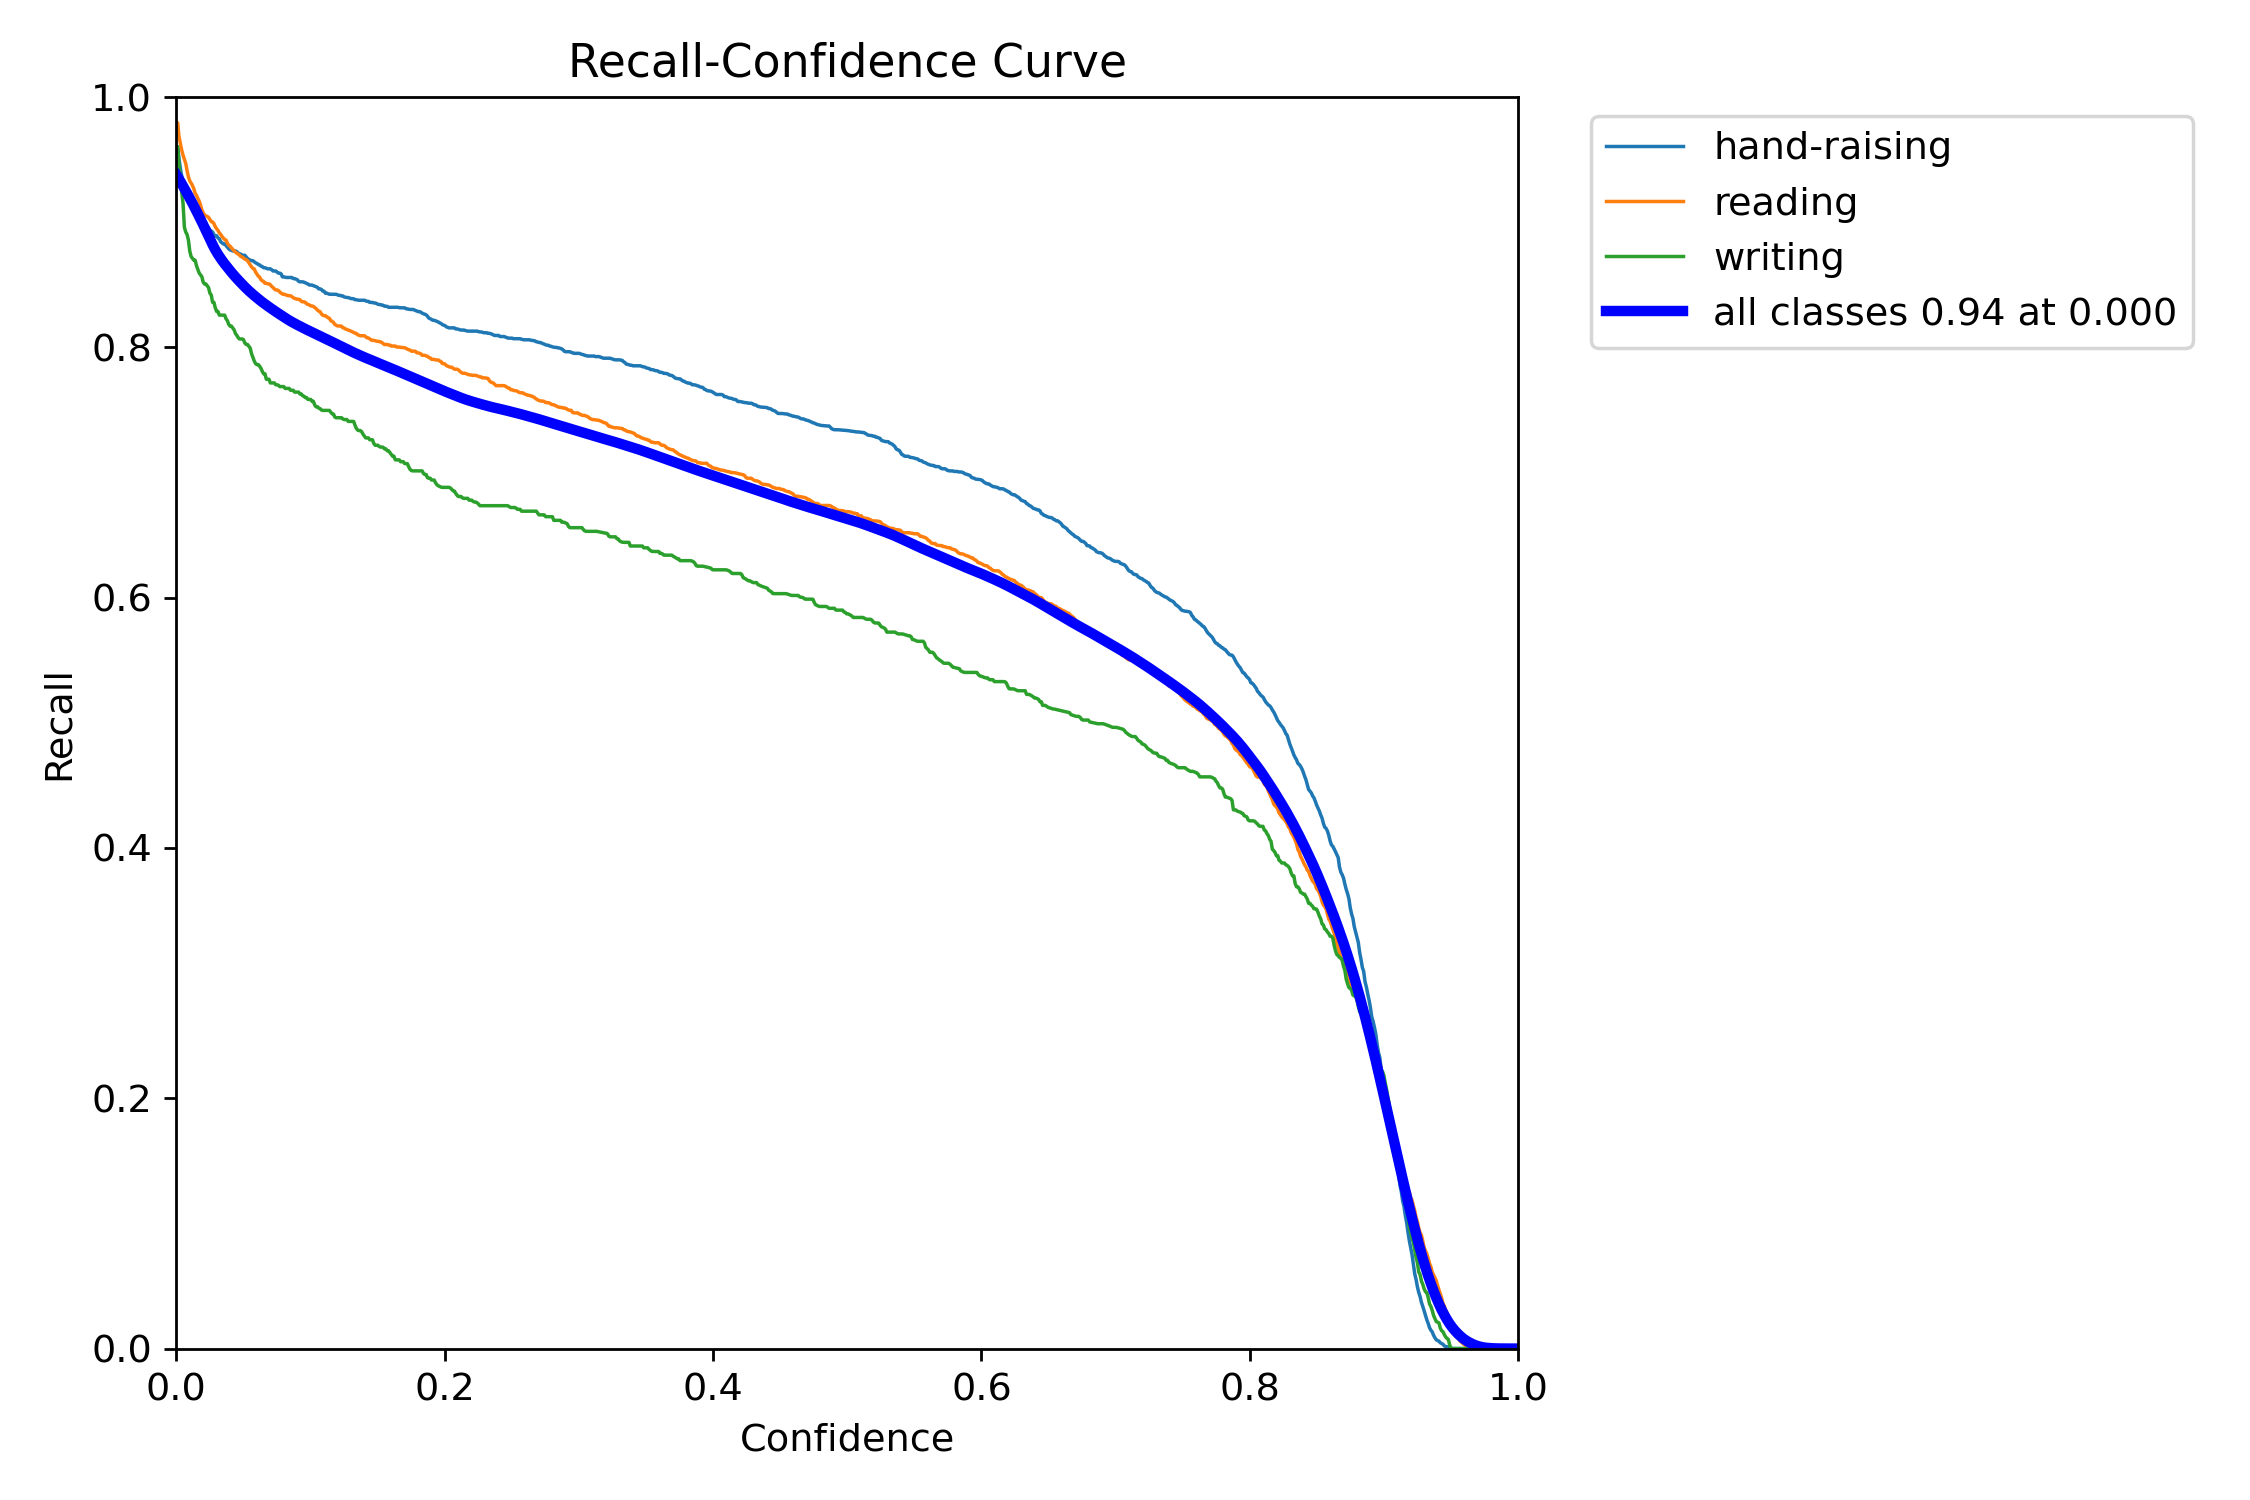 Recall-Confidence Curve
1.0
0.8
0.6
0.4
0.2
0.0
Recall
0.0 0.2 0.4 0.6 0.8 1.0
Confidence
hand-raising
reading
writing
all classes 0.94 at 0.000